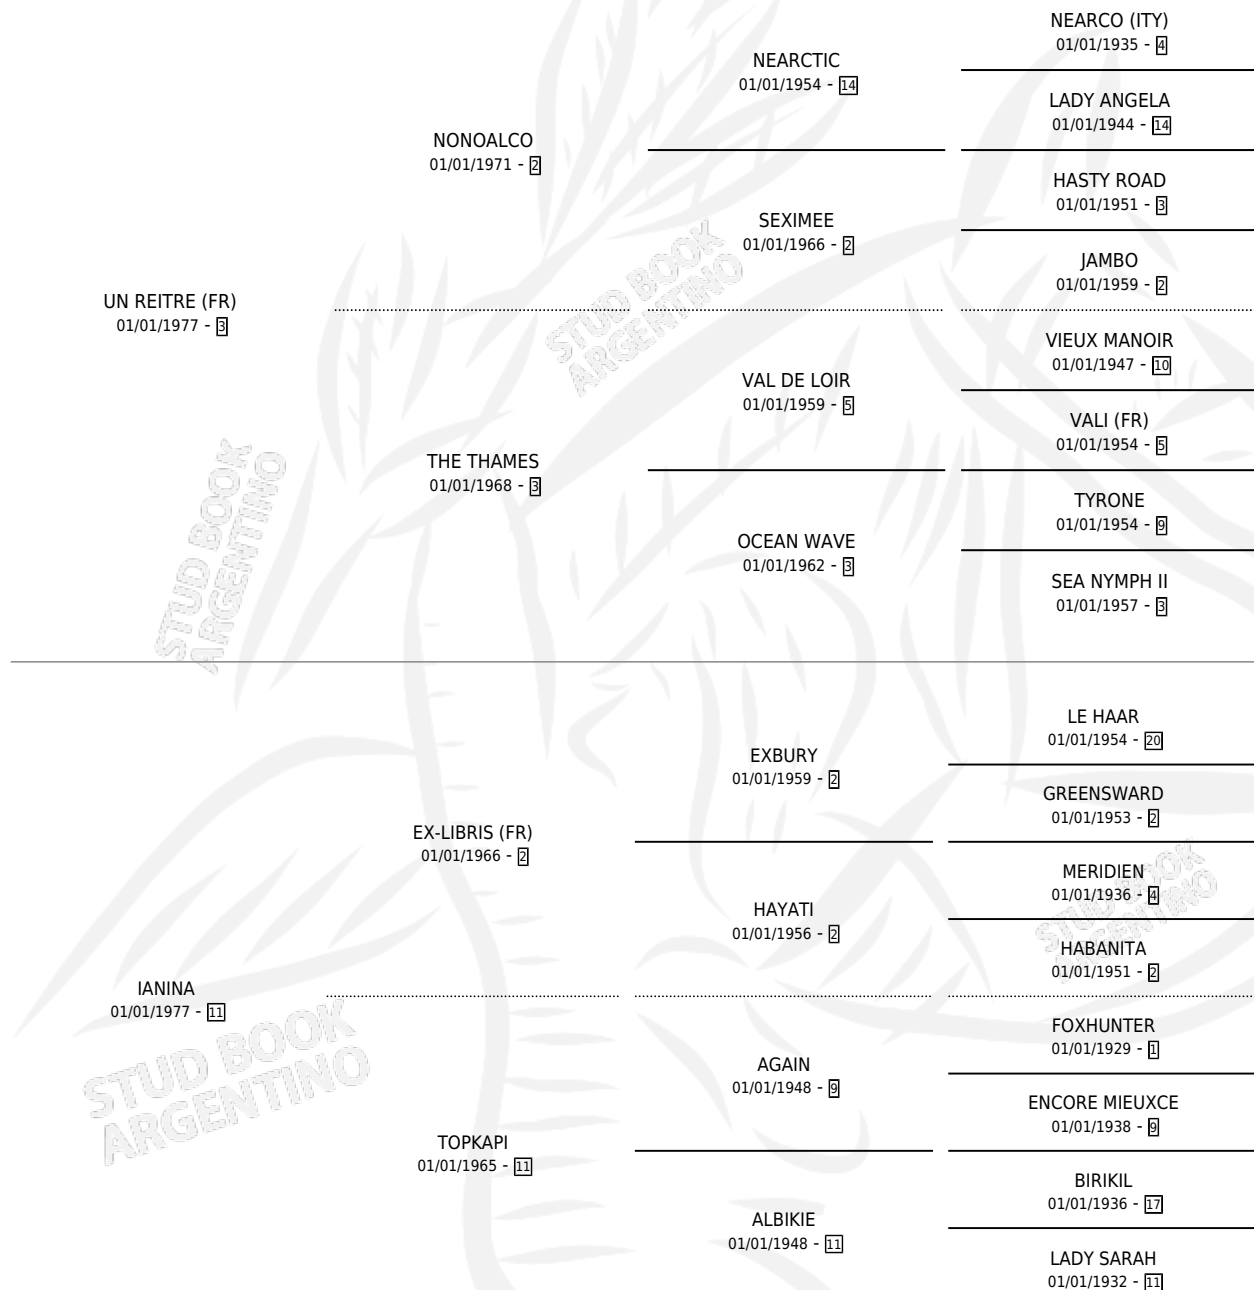 NEARCO (ITY)
01/01/1935 - 4
NEARCTIC
01/01/1954 - 14
LADY ANGELA
01/01/1944 - 14
NONOALCO
01/01/1971 - 2
HASTY ROAD
01/01/1951 - 3
SEXIMEE
01/01/1966 - 2
JAMBO
01/01/1959 - 2
UN REITRE (FR)
01/01/1977 - 3
VIEUX MANOIR
01/01/1947 - 10
VAL DE LOIR
01/01/1959 - 5
VALI (FR)
01/01/1954 - 5
THE THAMES
01/01/1968 - 3
TYRONE
01/01/1954 - 9
OCEAN WAVE
01/01/1962 - 3
SEA NYMPH II
01/01/1957 - 3
LE HAAR
01/01/1954 - 20
EXBURY
01/01/1959 - 2
GREENSWARD
01/01/1953 - 2
EX-LIBRIS (FR)
01/01/1966 - 2
MERIDIEN
01/01/1936 - 4
HAYATI
01/01/1956 - 2
HABANITA
01/01/1951 - 2
IANINA
01/01/1977 - 11
FOXHUNTER
01/01/1929 - 1
AGAIN
01/01/1948 - 9
ENCORE MIEUXCE
01/01/1938 - 9
TOPKAPI
01/01/1965 - 11
BIRIKIL
01/01/1936 - 17
ALBIKIE
01/01/1948 - 11
LADY SARAH
01/01/1932 - 11
STUD BOOK
ARGENTINO
STUD BOOK
ARGENTINO
STUD BOOK
ARGENTINO
STUD BOOK
ARGENTINO